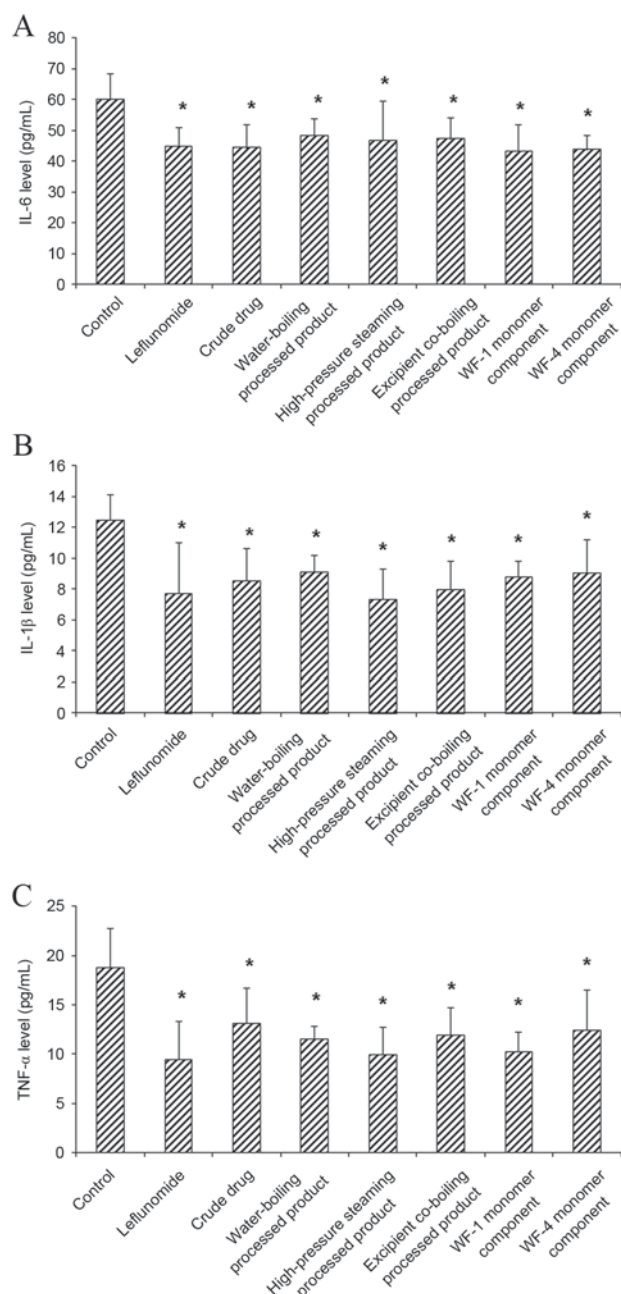 A
80
70
60
50
40
30
20
10
0
IL-6 level (pg/mL)
* * * * * * *
Control
Leflunomide
Crude drug
Water-boiling
processed product
High-pressure steaming
processed product
Excipient co-boiling
processed product
WF-1 monomer
component
WF-4 monomer
component
B
16
14
12
10
8
6
4
2
0
IL-1β level (pg/mL)
* * * * * * *
Control
Leflunomide
Crude drug
Water-boiling
processed product
High-pressure steaming
processed product
Excipient co-boiling
processed product
WF-1 monomer
component
WF-4 monomer
component
C
25
20
15
10
5
0
TNF-α level (pg/mL)
* * * * * * *
Control
Leflunomide
Crude drug
Water-boiling
processed product
High-pressure steaming
processed product
Excipient co-boiling
processed product
WF-1 monomer
component
WF-4 monomer
component